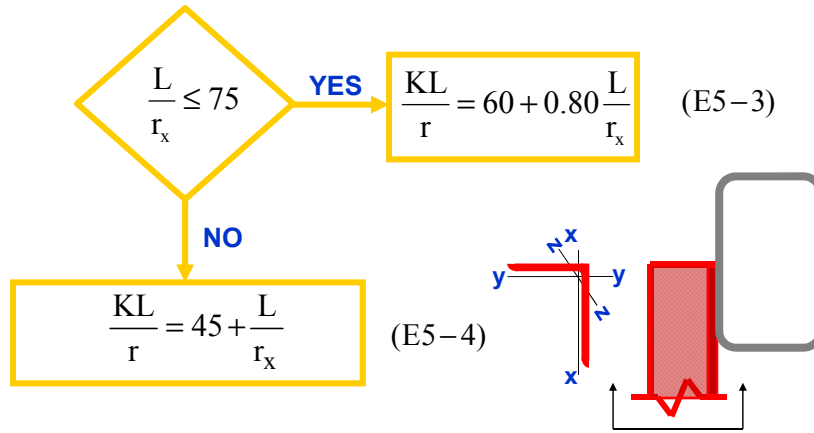 L/r_x ≤ 75
YES
KL/r = 60 + 0.80 L/r_x
(E5−3)
NO
KL/r = 45 + L/r_x
(E5−4)
x
z
y
y
z
x